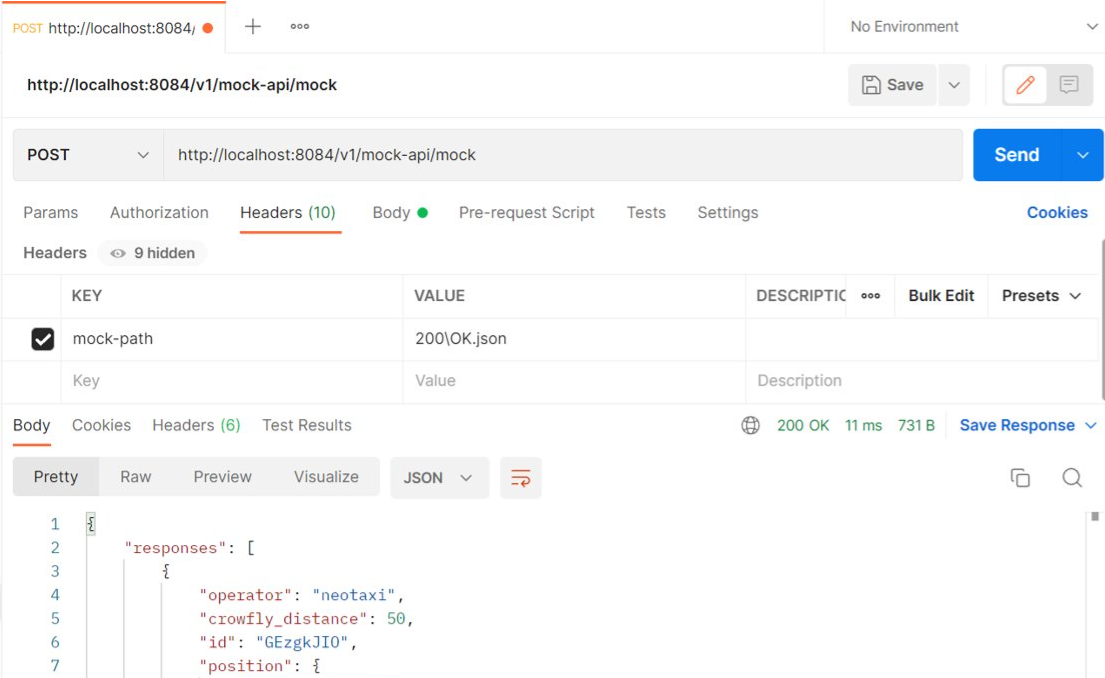 POST http://localhost:8084/ + ooo No Environment
http://localhost:8084/v1/mock-api/mock Save
POST http://localhost:8084/v1/mock-api/mock Send
Params Authorization Headers (10) Body Pre-request Script Tests Settings Cookies
Headers 9 hidden
KEY VALUE DESCRIPTIC ooo Bulk Edit Presets
mock-path 200\OK.json
Key Value Description
Body Cookies Headers (6) Test Results 200 OK 11 ms 731 B Save Response
Pretty Raw Preview Visualize JSON
1 {
2 "responses": [
3 {
4 "operator": "neotaxi",
5 "crowfly_distance": 50,
6 "id": "GEzgkJIO",
7 "position": {